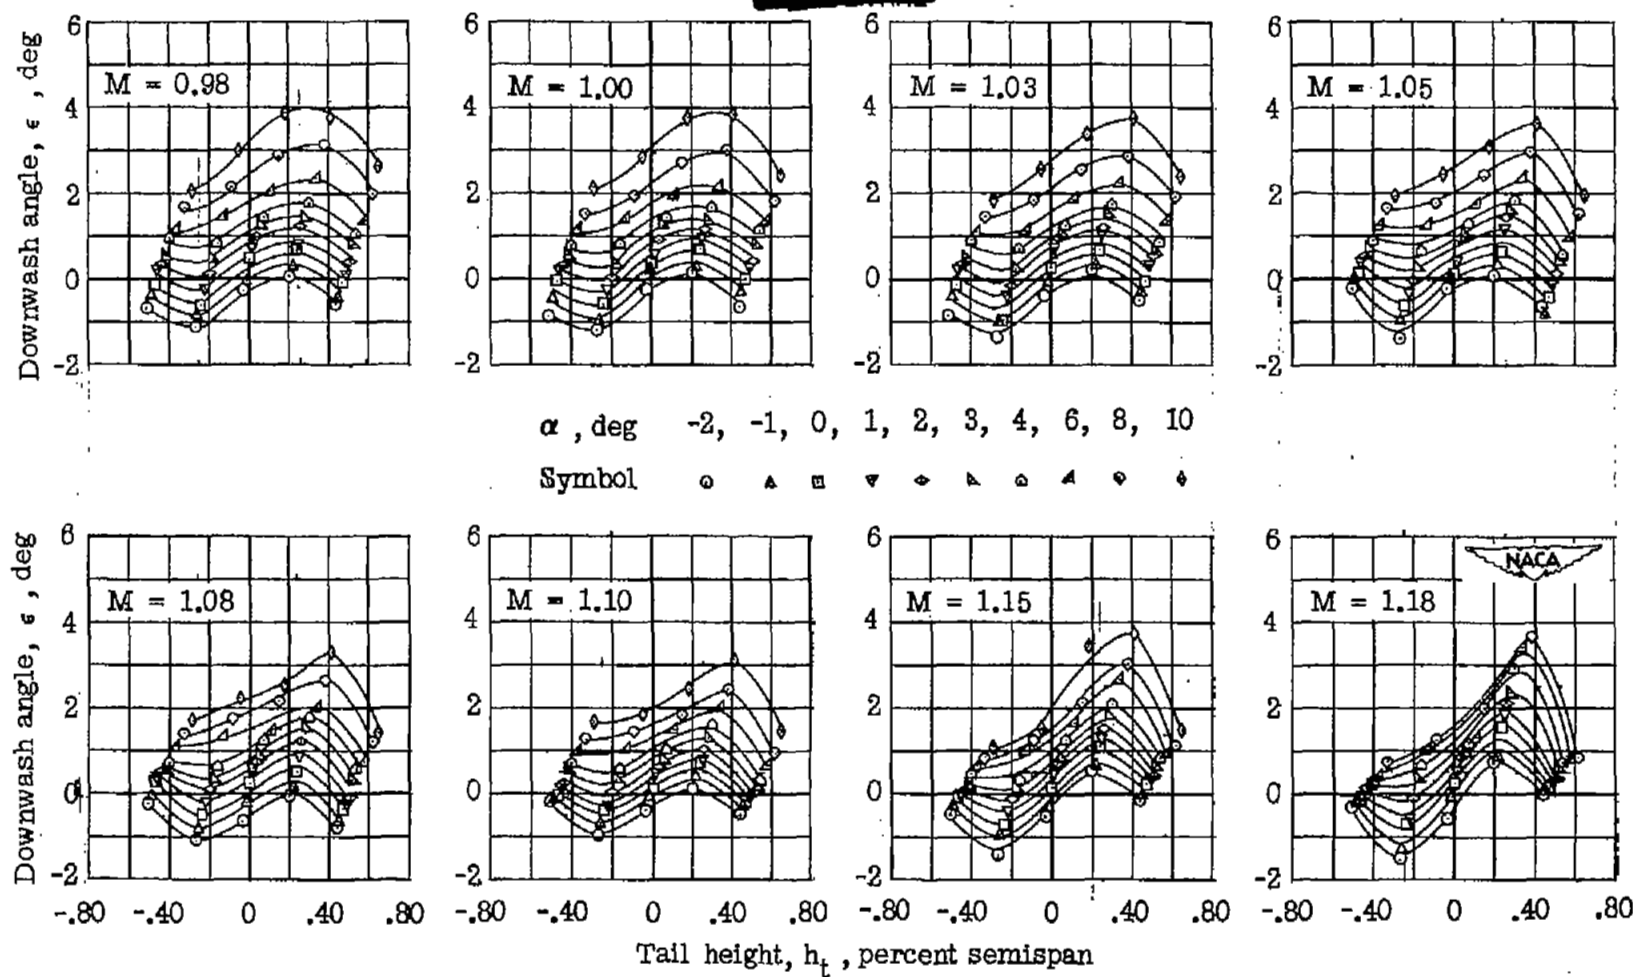 6 6 6 6
M = 0.98 M = 1.00 M = 1.03 M = 1.05
4 4 4 4
Downwash angle, ϵ , deg
2 2 2 2
0 0 0 0
-2 -2 -2 -2
α , deg -2, -1, 0, 1, 2, 3, 4, 6, 8, 10
Symbol
6 6 6 6
NACA
M = 1.08 M = 1.10 M = 1.15 M = 1.18
4 4 4 4
Downwash angle, ϵ , deg
2 2 2 2
0 0 0 0
-2 -2 -2 -2
-.80 -.40 0 .40 .80 -.80 -.40 0 .40 .80 -.80 -.40 0 .40 .80 -.80 -.40 0 .40 .80
Tail height, ht , percent semispan